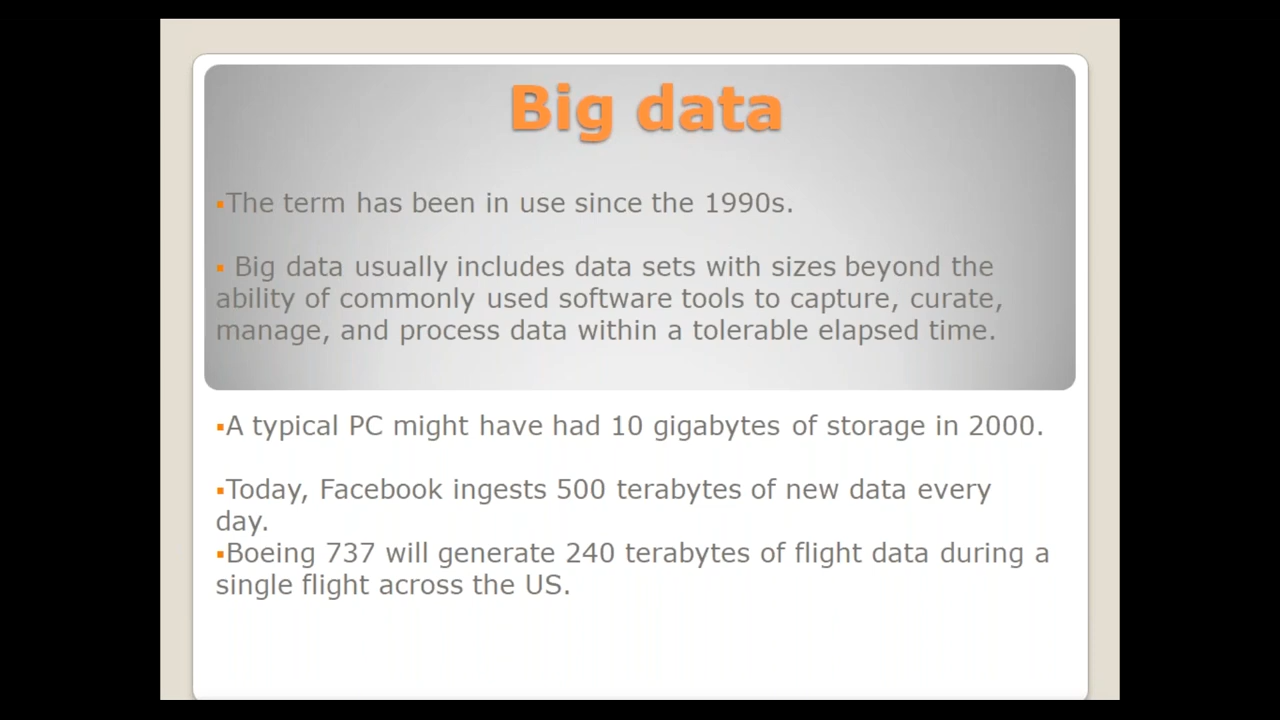 Big data
▪The term has been in use since the 1990s.
▪ Big data usually includes data sets with sizes beyond the
ability of commonly used software tools to capture, curate,
manage, and process data within a tolerable elapsed time.
▪A typical PC might have had 10 gigabytes of storage in 2000.
▪Today, Facebook ingests 500 terabytes of new data every
day.
▪Boeing 737 will generate 240 terabytes of flight data during a
single flight across the US.